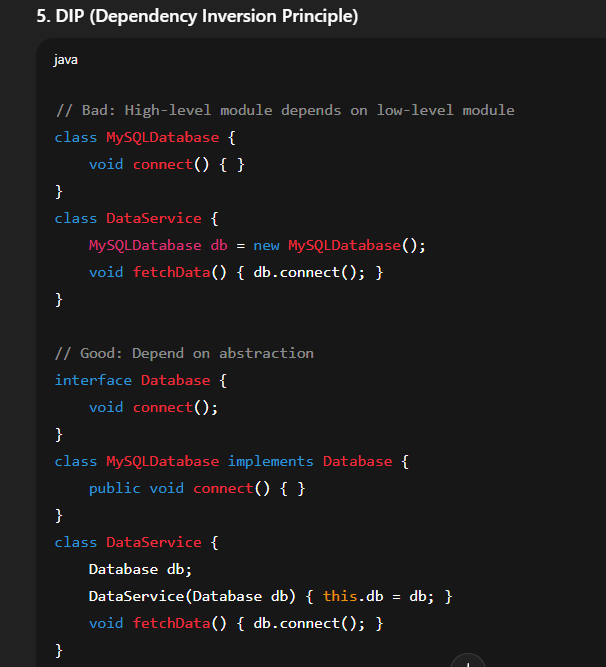 5. DIP (Dependency Inversion Principle)
java
// Bad: High-level module depends on low-level module
class MySQLDatabase {
    void connect() { }
}
class DataService {
    MySQLDatabase db = new MySQLDatabase();
    void fetchData() { db.connect(); }
}
// Good: Depend on abstraction
interface Database {
    void connect();
}
class MySQLDatabase implements Database {
    public void connect() { }
}
class DataService {
    Database db;
    DataService(Database db) { this.db = db; }
    void fetchData() { db.connect(); }
}